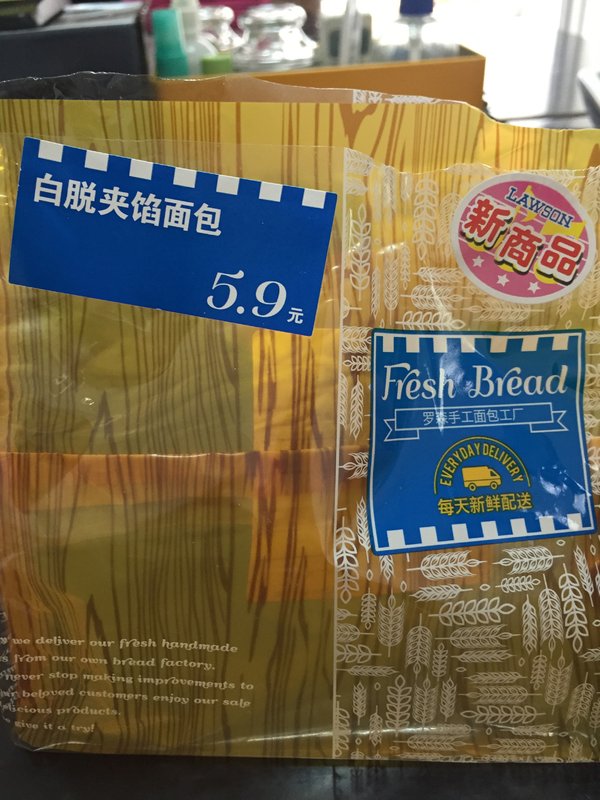 白脱夹馅面包
5.9元
LAWSON
新商品
Fresh Bread
罗森手工面包工厂
EVERYDAY DELIVERY
每天新鲜配送
we deliver our fresh handmade
from our own bread factory.
never stop making improvements to
beloved customers enjoy our sale
products.
give it a try!